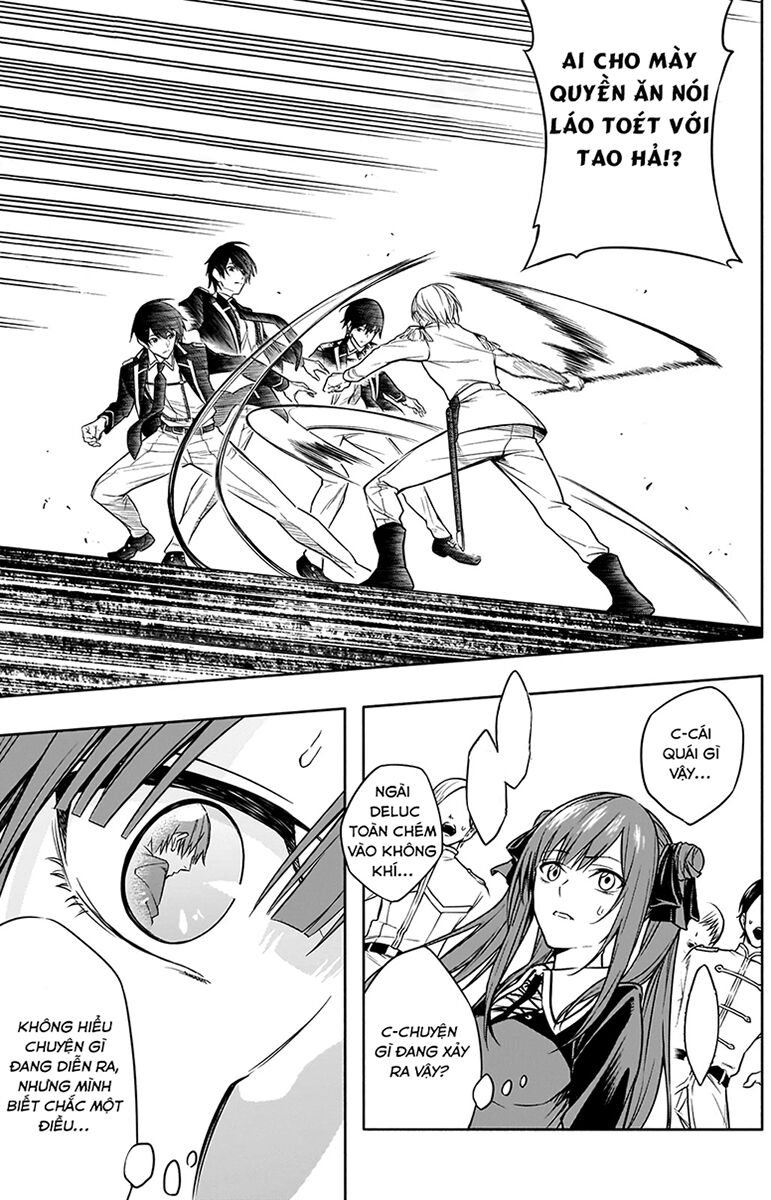 AI CHO MÀY
QUYỀN ĂN NÓI
LÁO TOÉT VỚI
TAO HẢ!?
C-CÁI
QUÁI GÌ
VẬY...
NGÀI
DELUC
TOÀN CHÉM
VÀO KHÔNG
KHÍ...
C-CHUYỆN
GÌ ĐANG XẢY
RA VẬY?
KHÔNG HIỂU
CHUYỆN GÌ
ĐANG DIỄN RA,
NHƯNG MÌNH
BIẾT CHẮC MỘT
ĐIỀU...